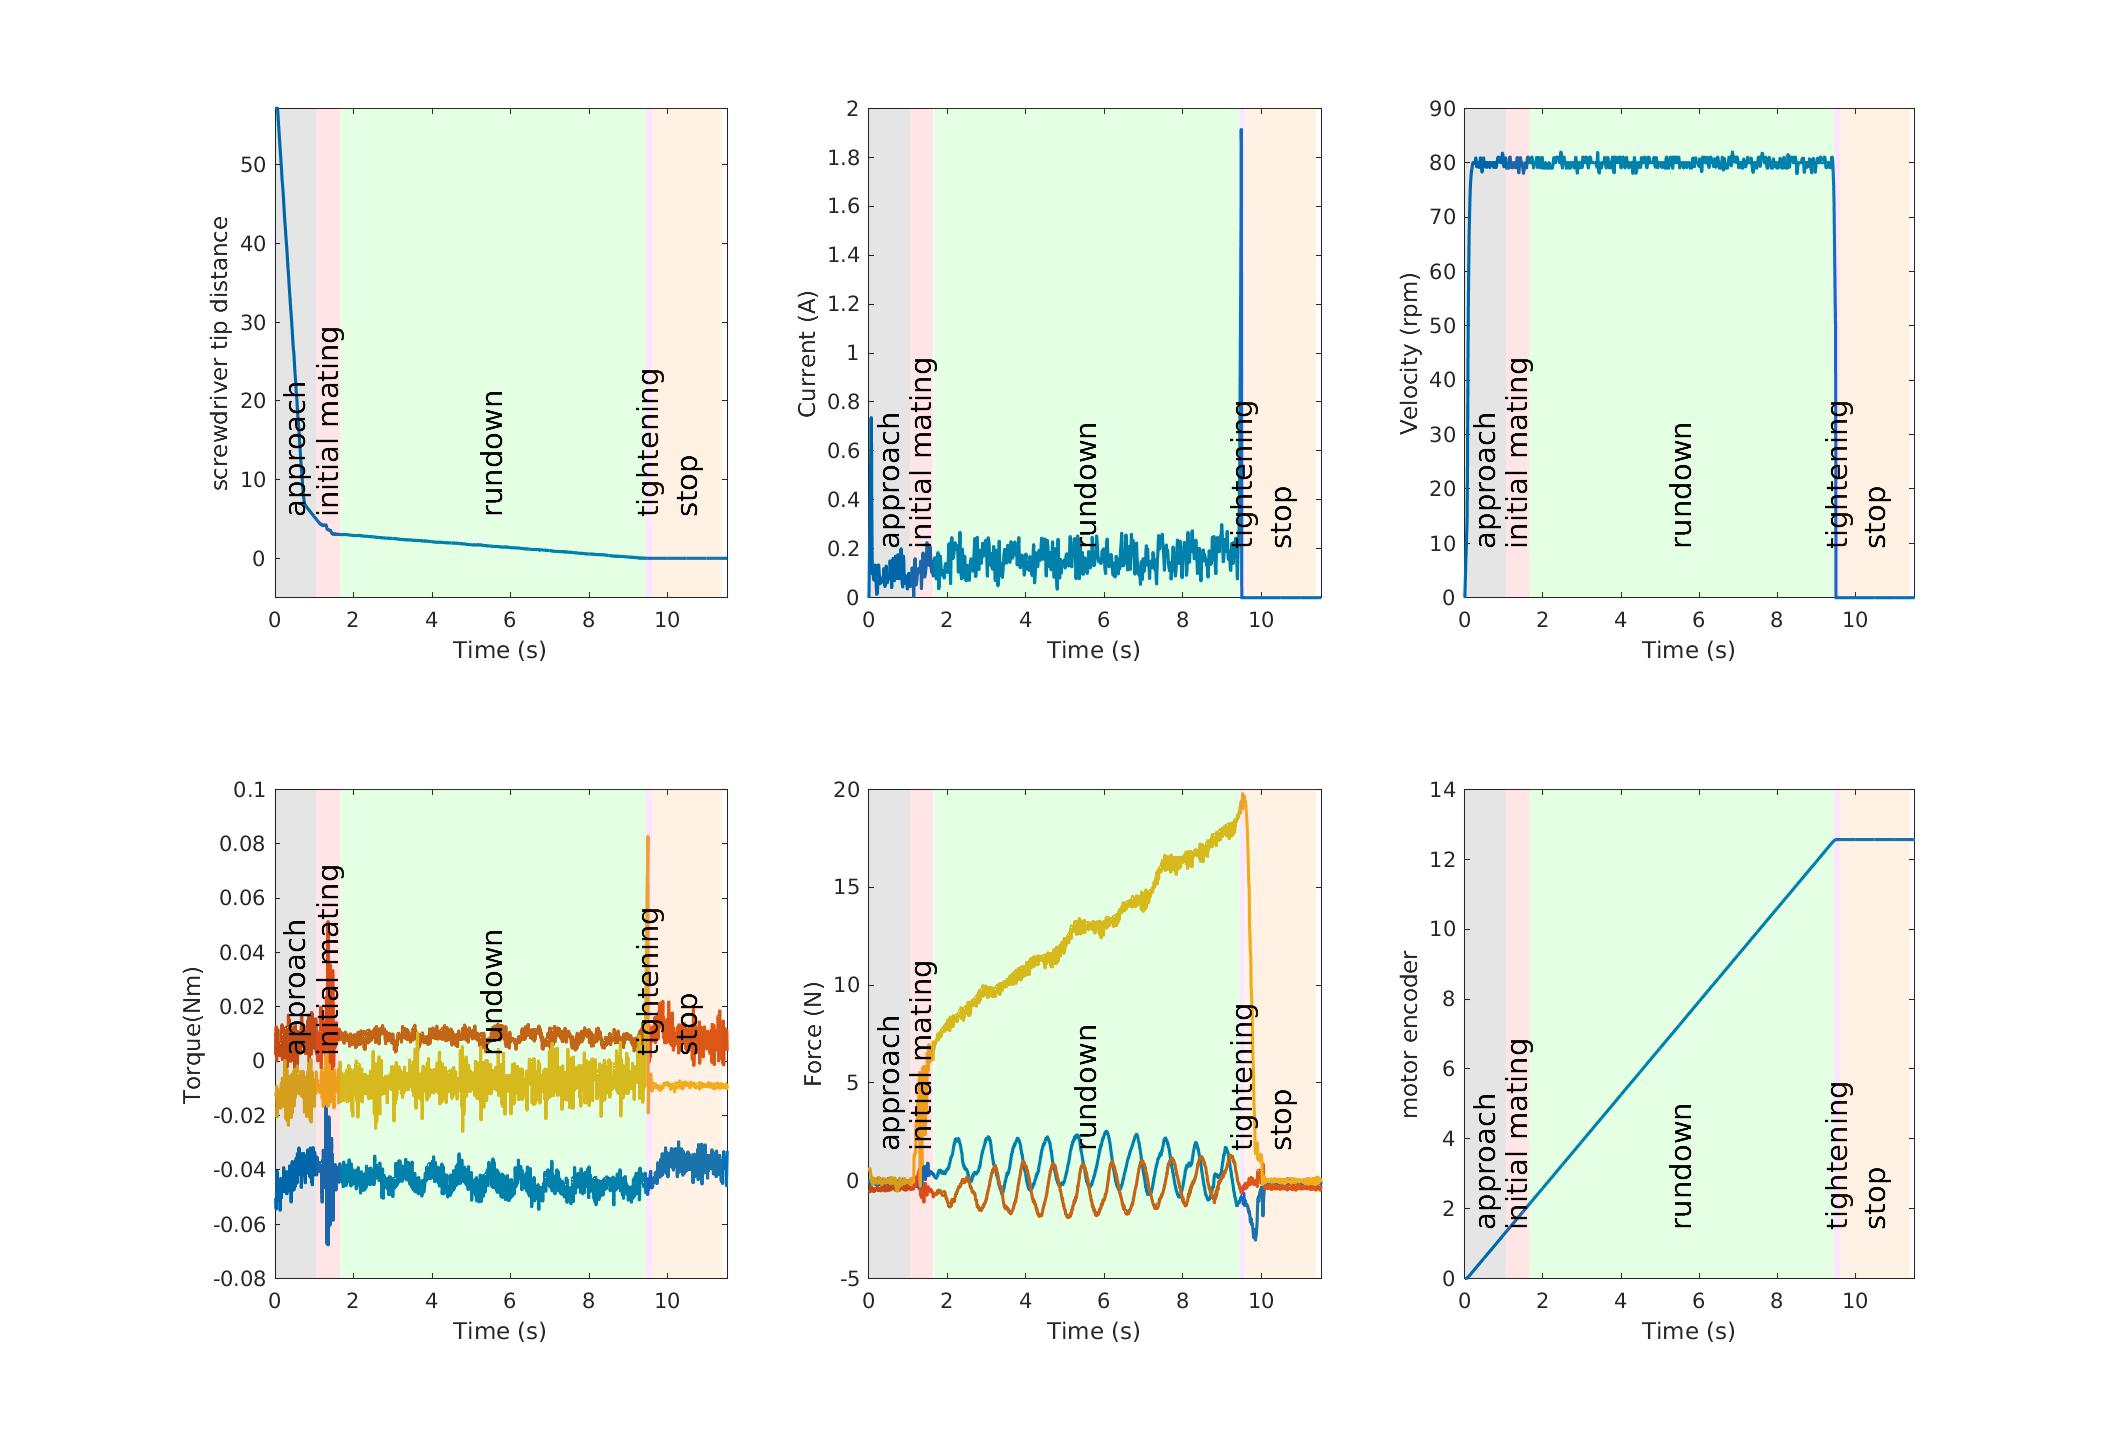 screwdriver tip distance
50
40
30
20
10
0
approach
initial mating
rundown
tightening
stop
0 2 4 6 8 10
Time (s)
Current (A)
2
1.8
1.6
1.4
1.2
1
0.8
0.6
0.4
0.2
0
approach
initial mating
rundown
tightening
stop
0 2 4 6 8 10
Time (s)
Velocity (rpm)
90
80
70
60
50
40
30
20
10
0
approach
initial mating
rundown
tightening
stop
0 2 4 6 8 10
Time (s)
Torque(Nm)
0.1
0.08
0.06
0.04
0.02
0
-0.02
-0.04
-0.06
-0.08
approach
initial mating
rundown
tightening
stop
0 2 4 6 8 10
Time (s)
Force (N)
20
15
10
5
0
-5
approach
initial mating
rundown
tightening
stop
0 2 4 6 8 10
Time (s)
motor encoder
14
12
10
8
6
4
2
0
approach
initial mating
rundown
tightening
stop
0 2 4 6 8 10
Time (s)